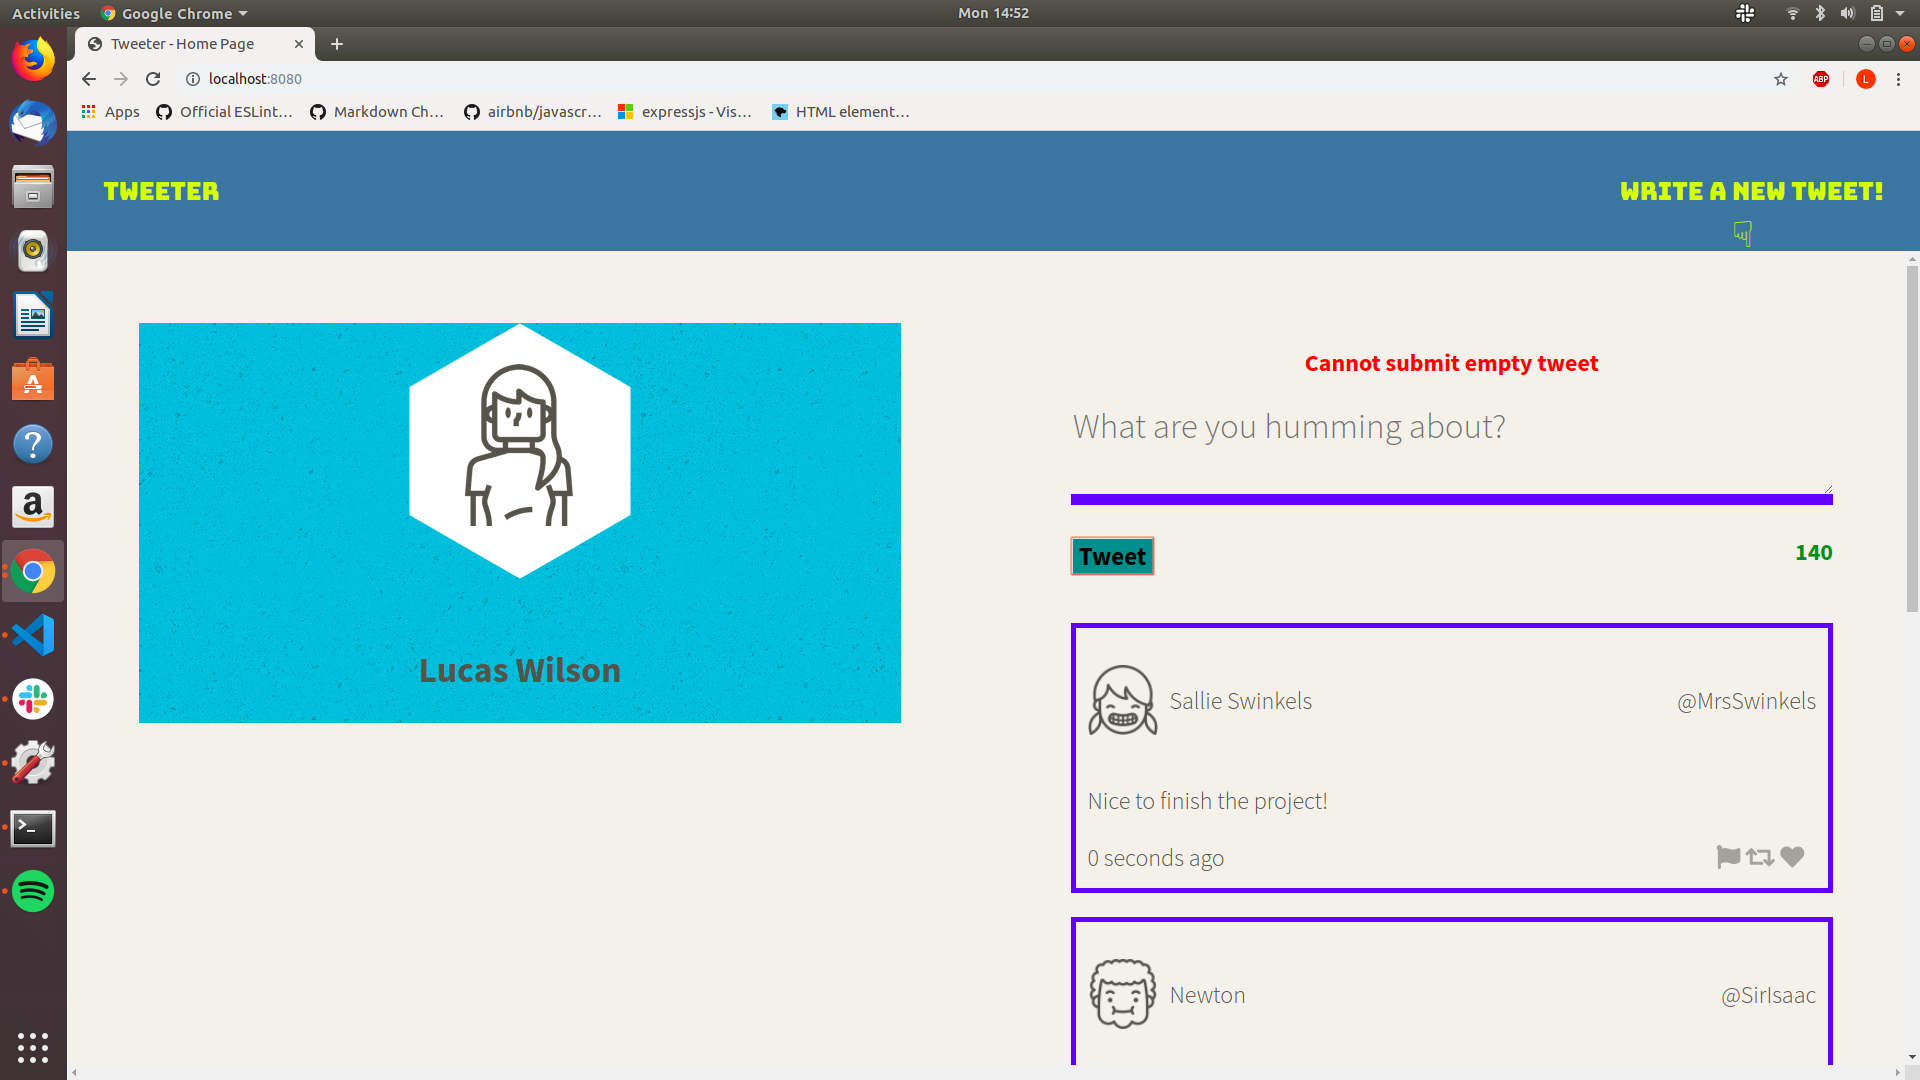 Activities
Google Chrome
Mon 14:52
Tweeter - Home Page
localhost:8080
ABP
L
Apps
Official ESLint...
Markdown Ch...
airbnb/javascr...
expressjs - Vis...
HTML element...
TWEETER
WRITE A NEW TWEET!
Cannot submit empty tweet
What are you humming about?
Tweet
140
Lucas Wilson
Sallie Swinkels
@MrsSwinkels
Nice to finish the project!
0 seconds ago
Newton
@SirIsaac